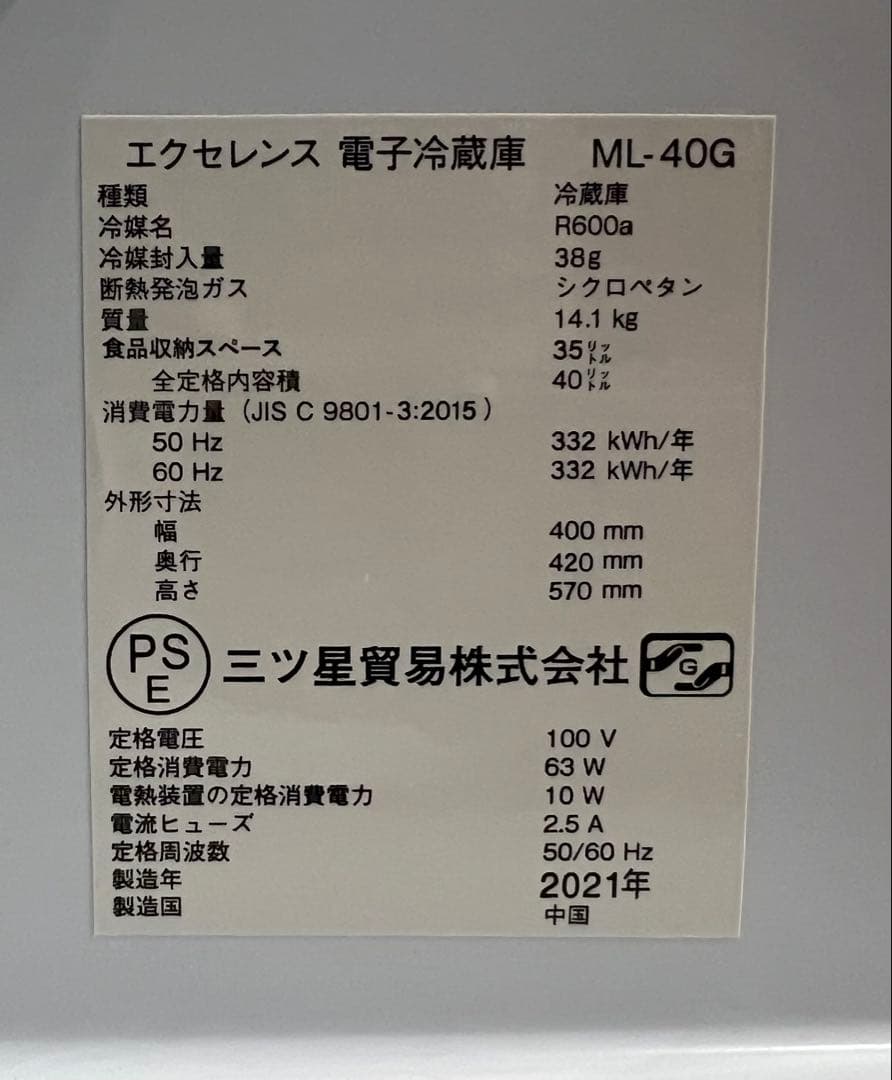 エクセレンス 電子冷蔵庫 ML-40G
種類 冷蔵庫
冷媒名 R600a
冷媒封入量 38g
断熱発泡ガス シクロペタン
質量 14.1 kg
食品収納スペース 35リットル
全定格内容積 40リットル
消費電力量（JIS C 9801-3:2015）
50 Hz 332 kWh/年
60 Hz 332 kWh/年
外形寸法
幅 400 mm
奥行 420 mm
高さ 570 mm
PSE 三ツ星貿易株式会社 G
定格電圧 100 V
定格消費電力 63 W
電熱装置の定格消費電力 10 W
電流ヒューズ 2.5 A
定格周波数 50/60 Hz
製造年 2021年
製造国 中国